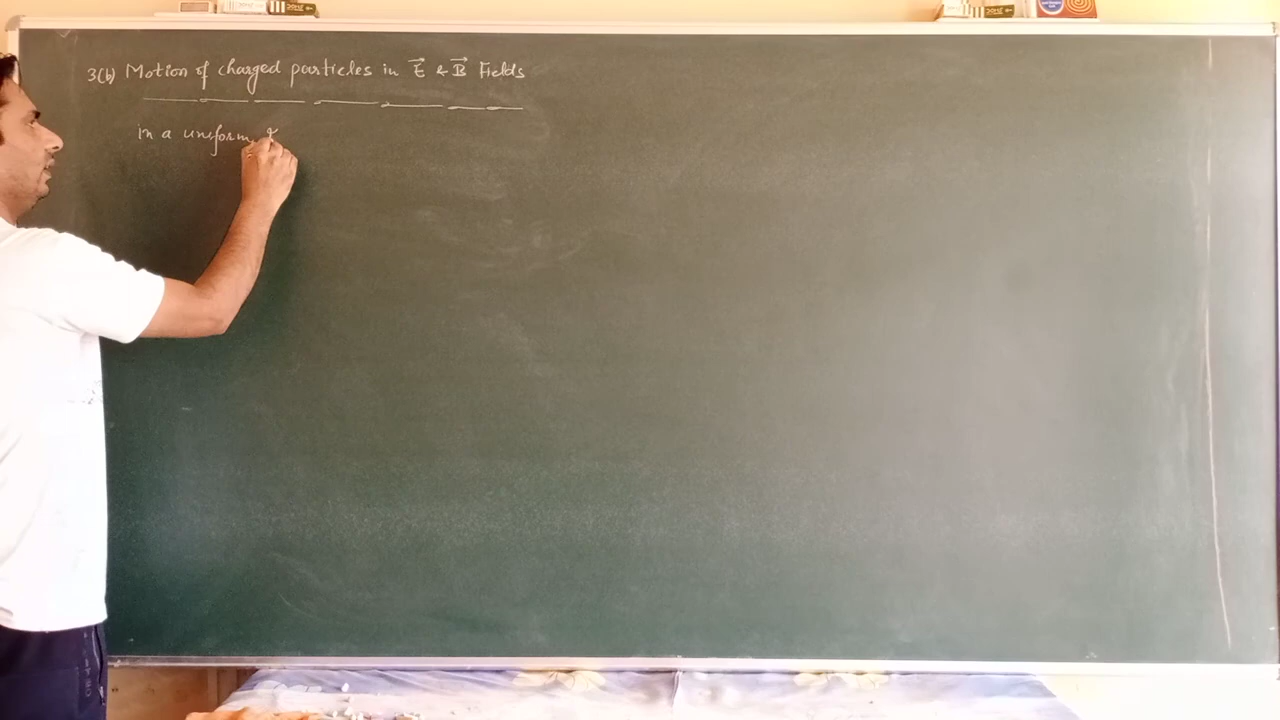 3(b) Motion of charged particles in E⃗ & B⃗ Fields
in a uniform